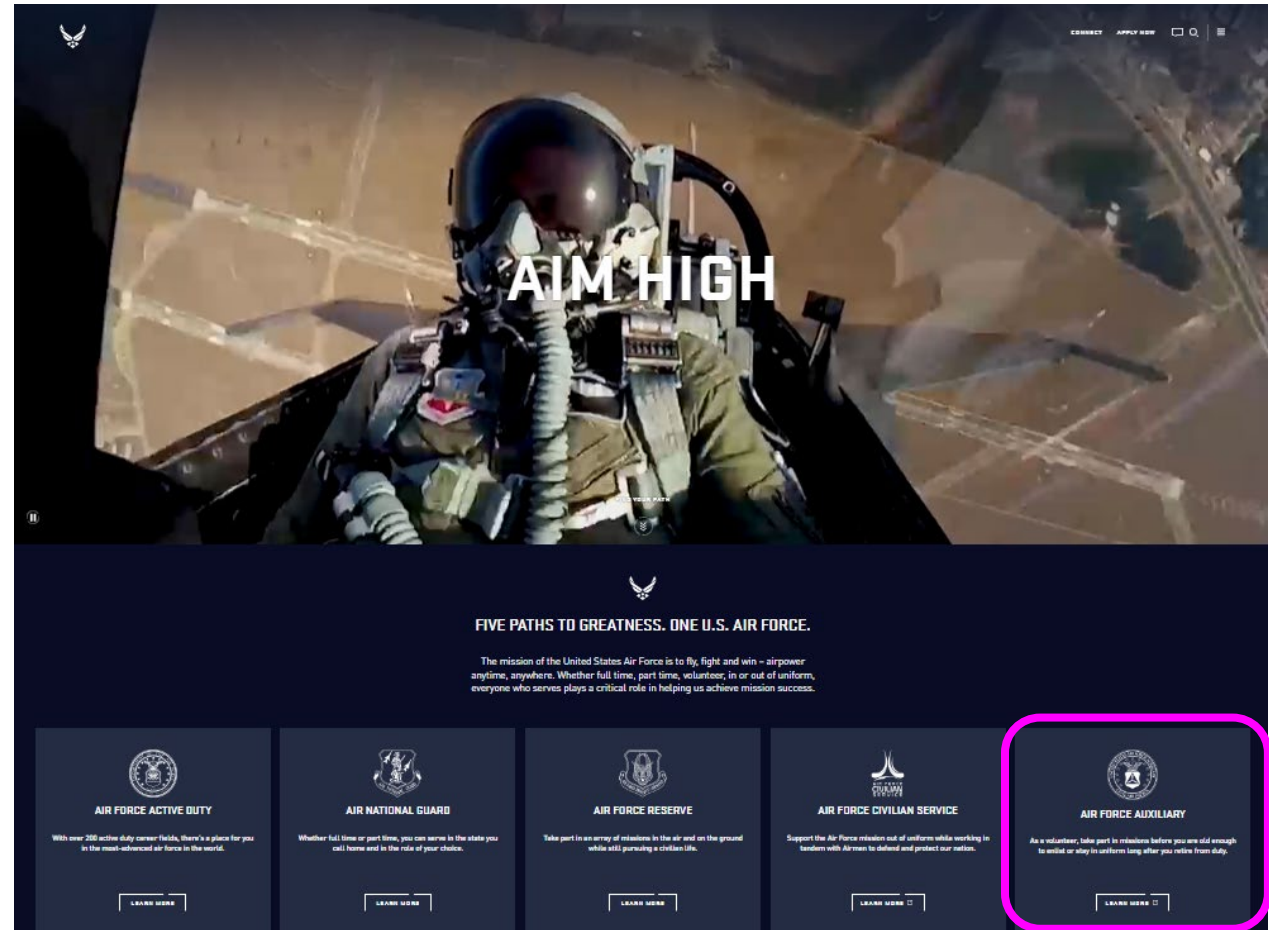 CONNECT APPLY NOW
AIM HIGH
YOUR PATH
FIVE PATHS TO GREATNESS. ONE U.S. AIR FORCE.
The mission of the United States Air Force is to fly, fight and win – airpower
anytime, anywhere. Whether full time, part time, volunteer, in or out of uniform,
everyone who serves plays a critical role in helping us achieve mission success.
AIR FORCE ACTIVE DUTY
With over 200 active duty career fields, there's a place for you
in the most-advanced air force in the world.
LEARN MORE
AIR NATIONAL GUARD
Whether full time or part time, you can serve in the state you
call home and in the role of your choice.
LEARN MORE
AIR FORCE RESERVE
Take part in an array of missions in the air and on the ground
while still pursuing a civilian life.
LEARN MORE
AIR FORCE
CIVILIAN
SERVICE
AIR FORCE CIVILIAN SERVICE
Support the Air Force mission out of uniform while working in
tandem with Airmen to defend and protect our nation.
LEARN MORE
AIR FORCE AUXILIARY
As a volunteer, take part in missions before you are old enough
to enlist or stay in uniform long after you retire from duty.
LEARN MORE